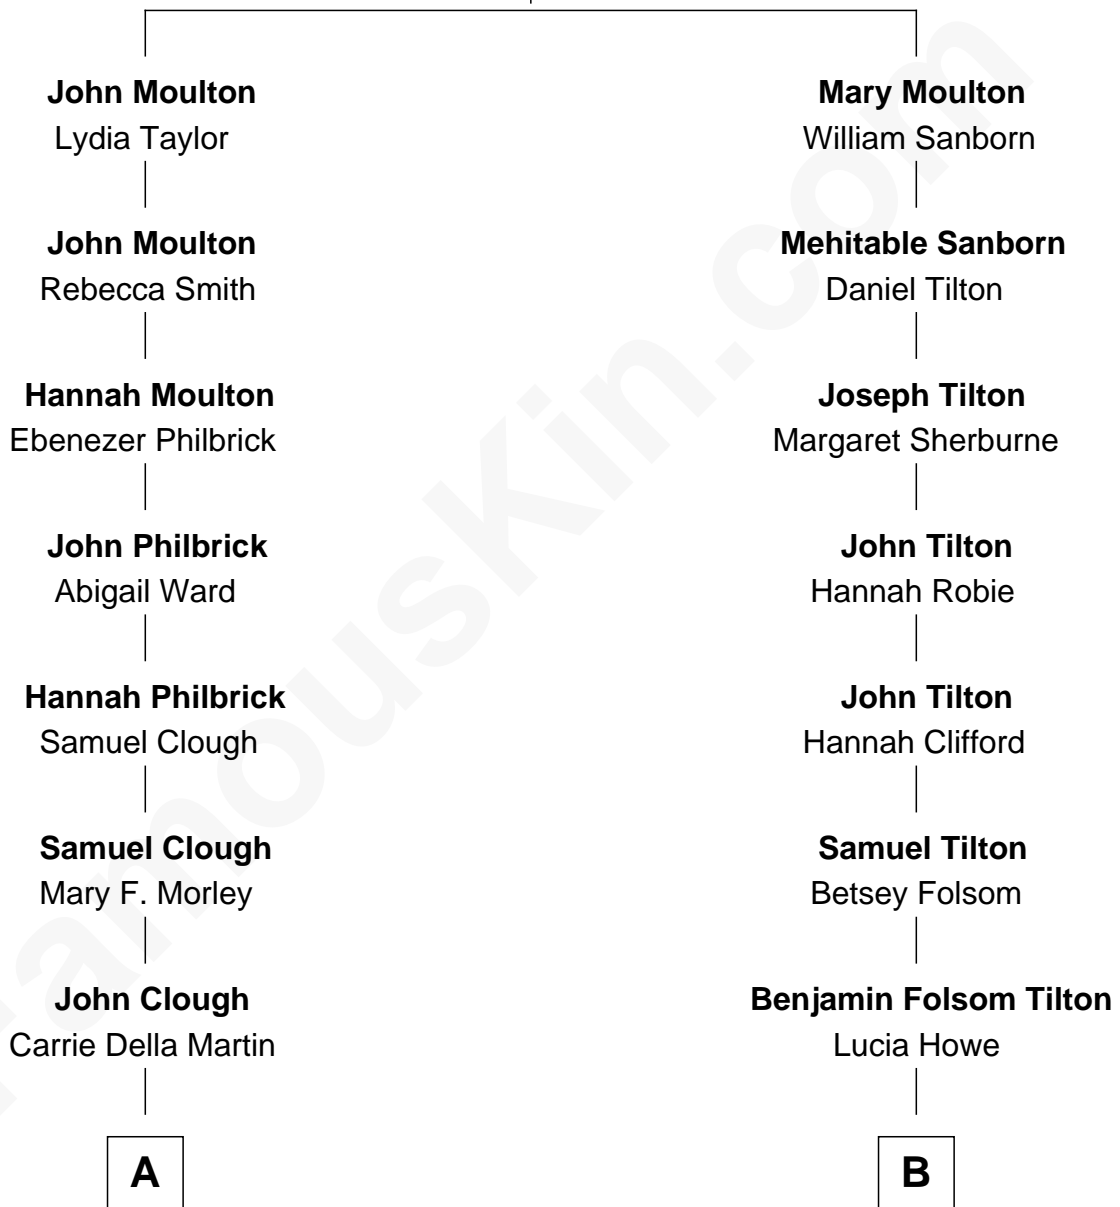 John Moulton
Lydia Taylor
John Moulton
Rebecca Smith
Hannah Moulton
Ebenezer Philbrick
John Philbrick
Abigail Ward
Hannah Philbrick
Samuel Clough
Samuel Clough
Mary F. Morley
John Clough
Carrie Della Martin
A
Mary Moulton
William Sanborn
Mehitable Sanborn
Daniel Tilton
Joseph Tilton
Margaret Sherburne
John Tilton
Hannah Robie
John Tilton
Hannah Clifford
Samuel Tilton
Betsey Folsom
Benjamin Folsom Tilton
Lucia Howe
B
FamousKin.com